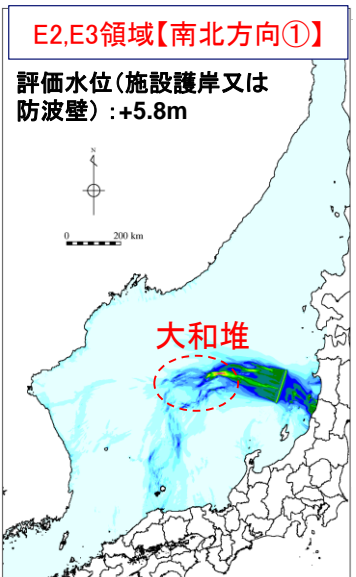 E2,E3領域【南北方向①】
評価水位(施設護岸又は
防波壁):+5.8m
N
0 200 km
大和堆